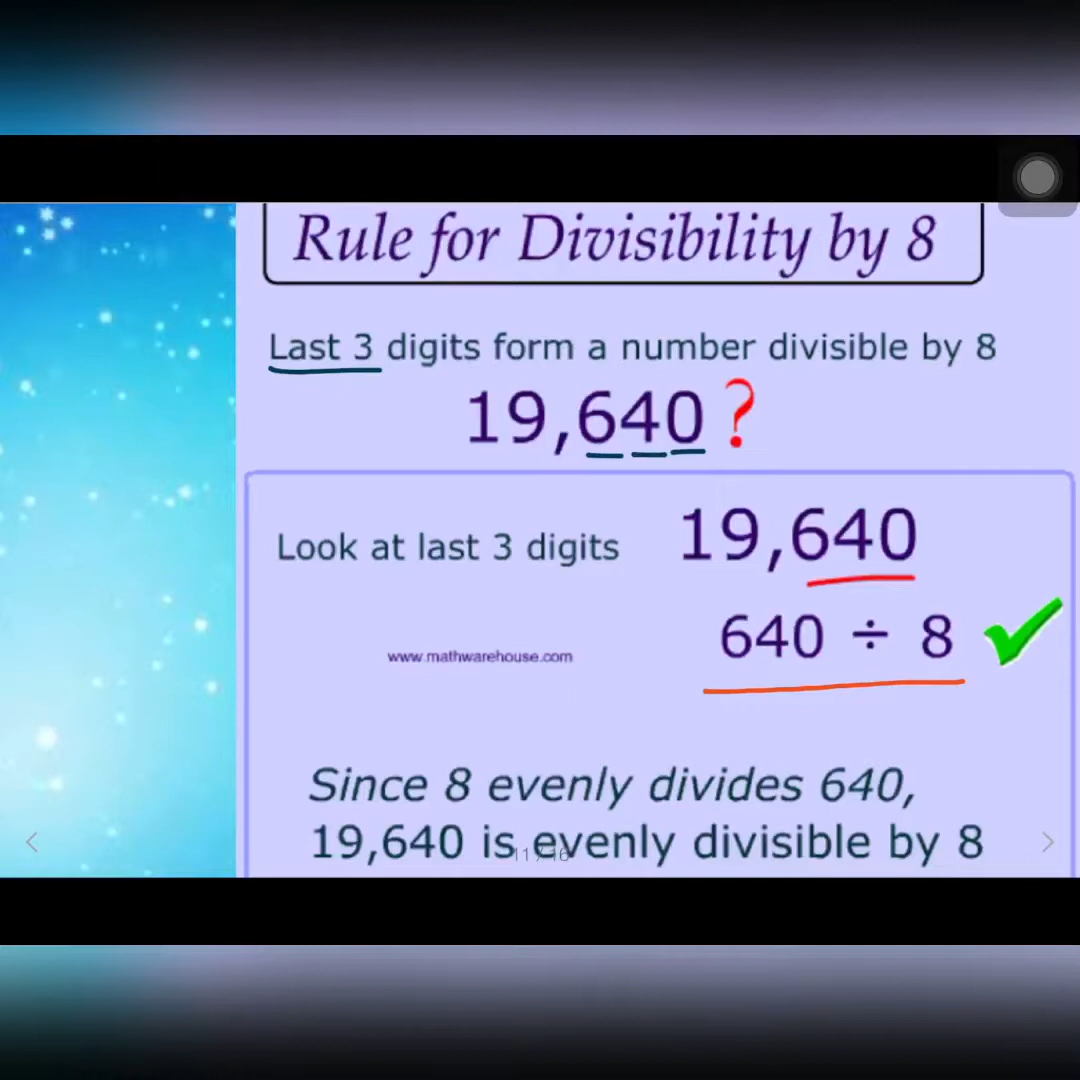 Rule for Divisibility by 8
Last 3 digits form a number divisible by 8
19,640 ?
Look at last 3 digits 19,640
640 ÷ 8
www.mathwarehouse.com
Since 8 evenly divides 640,
19,640 is evenly divisible by 8
11 / 16